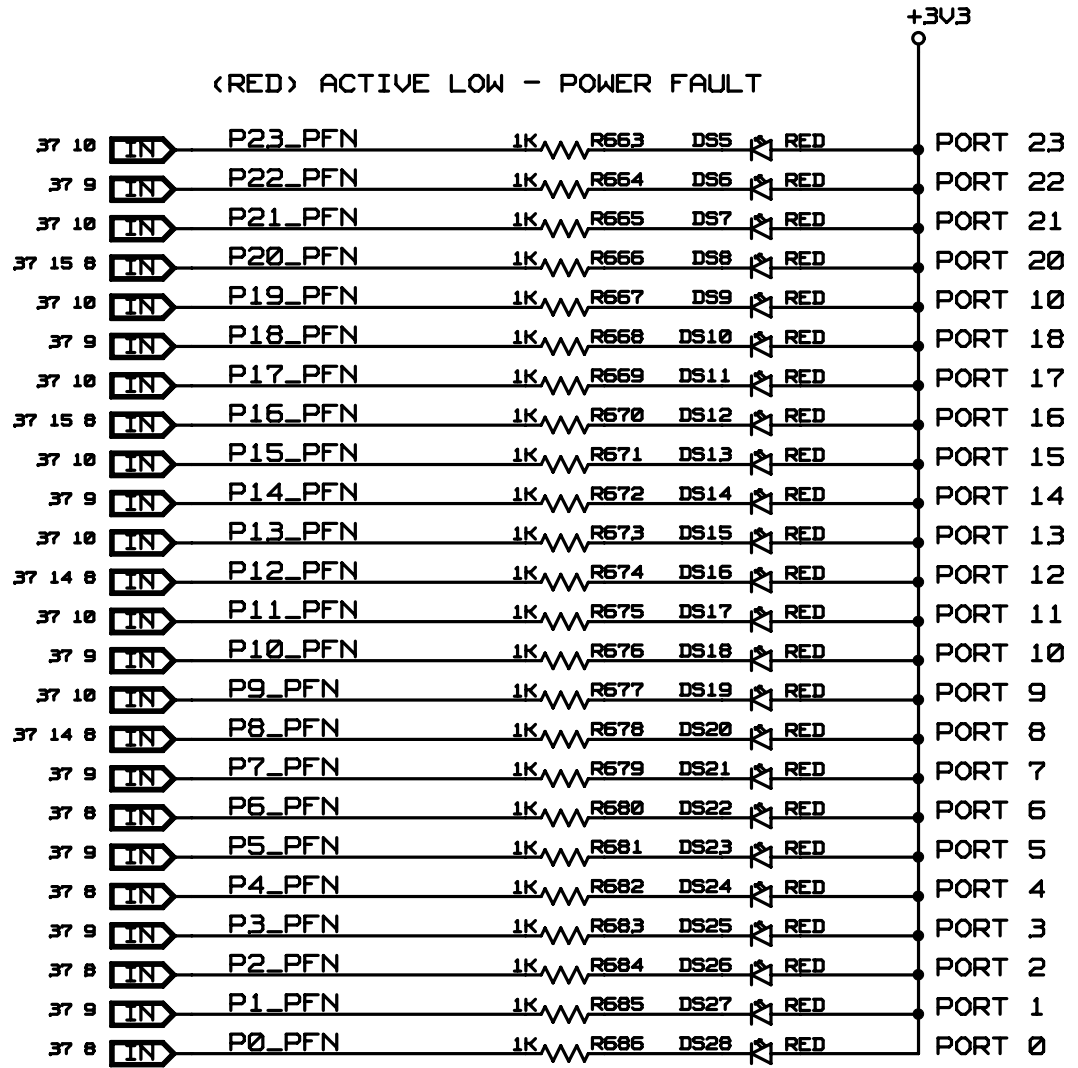 +3V3
(RED) ACTIVE LOW - POWER FAULT
37 10 IN P23_PFN 1K R663 DS5 RED PORT 23
37 9 IN P22_PFN 1K R664 DS6 RED PORT 22
37 10 IN P21_PFN 1K R665 DS7 RED PORT 21
37 15 8 IN P20_PFN 1K R666 DS8 RED PORT 20
37 10 IN P19_PFN 1K R667 DS9 RED PORT 10
37 9 IN P18_PFN 1K R668 DS10 RED PORT 18
37 10 IN P17_PFN 1K R669 DS11 RED PORT 17
37 15 8 IN P16_PFN 1K R670 DS12 RED PORT 16
37 10 IN P15_PFN 1K R671 DS13 RED PORT 15
37 9 IN P14_PFN 1K R672 DS14 RED PORT 14
37 10 IN P13_PFN 1K R673 DS15 RED PORT 13
37 14 8 IN P12_PFN 1K R674 DS16 RED PORT 12
37 10 IN P11_PFN 1K R675 DS17 RED PORT 11
37 9 IN P10_PFN 1K R676 DS18 RED PORT 10
37 10 IN P9_PFN 1K R677 DS19 RED PORT 9
37 14 8 IN P8_PFN 1K R678 DS20 RED PORT 8
37 9 IN P7_PFN 1K R679 DS21 RED PORT 7
37 8 IN P6_PFN 1K R680 DS22 RED PORT 6
37 9 IN P5_PFN 1K R681 DS23 RED PORT 5
37 8 IN P4_PFN 1K R682 DS24 RED PORT 4
37 9 IN P3_PFN 1K R683 DS25 RED PORT 3
37 8 IN P2_PFN 1K R684 DS26 RED PORT 2
37 9 IN P1_PFN 1K R685 DS27 RED PORT 1
37 8 IN P0_PFN 1K R686 DS28 RED PORT 0